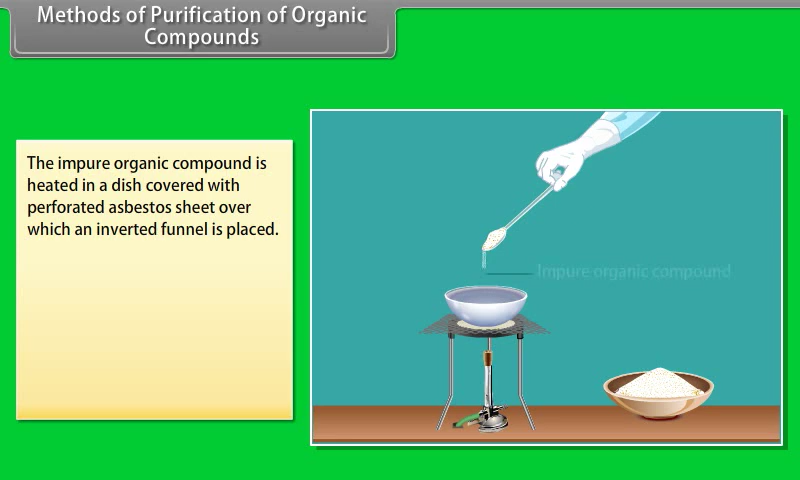 Methods of Purification of Organic
Compounds
The impure organic compound is
heated in a dish covered with
perforated asbestos sheet over
which an inverted funnel is placed.
Impure organic compound